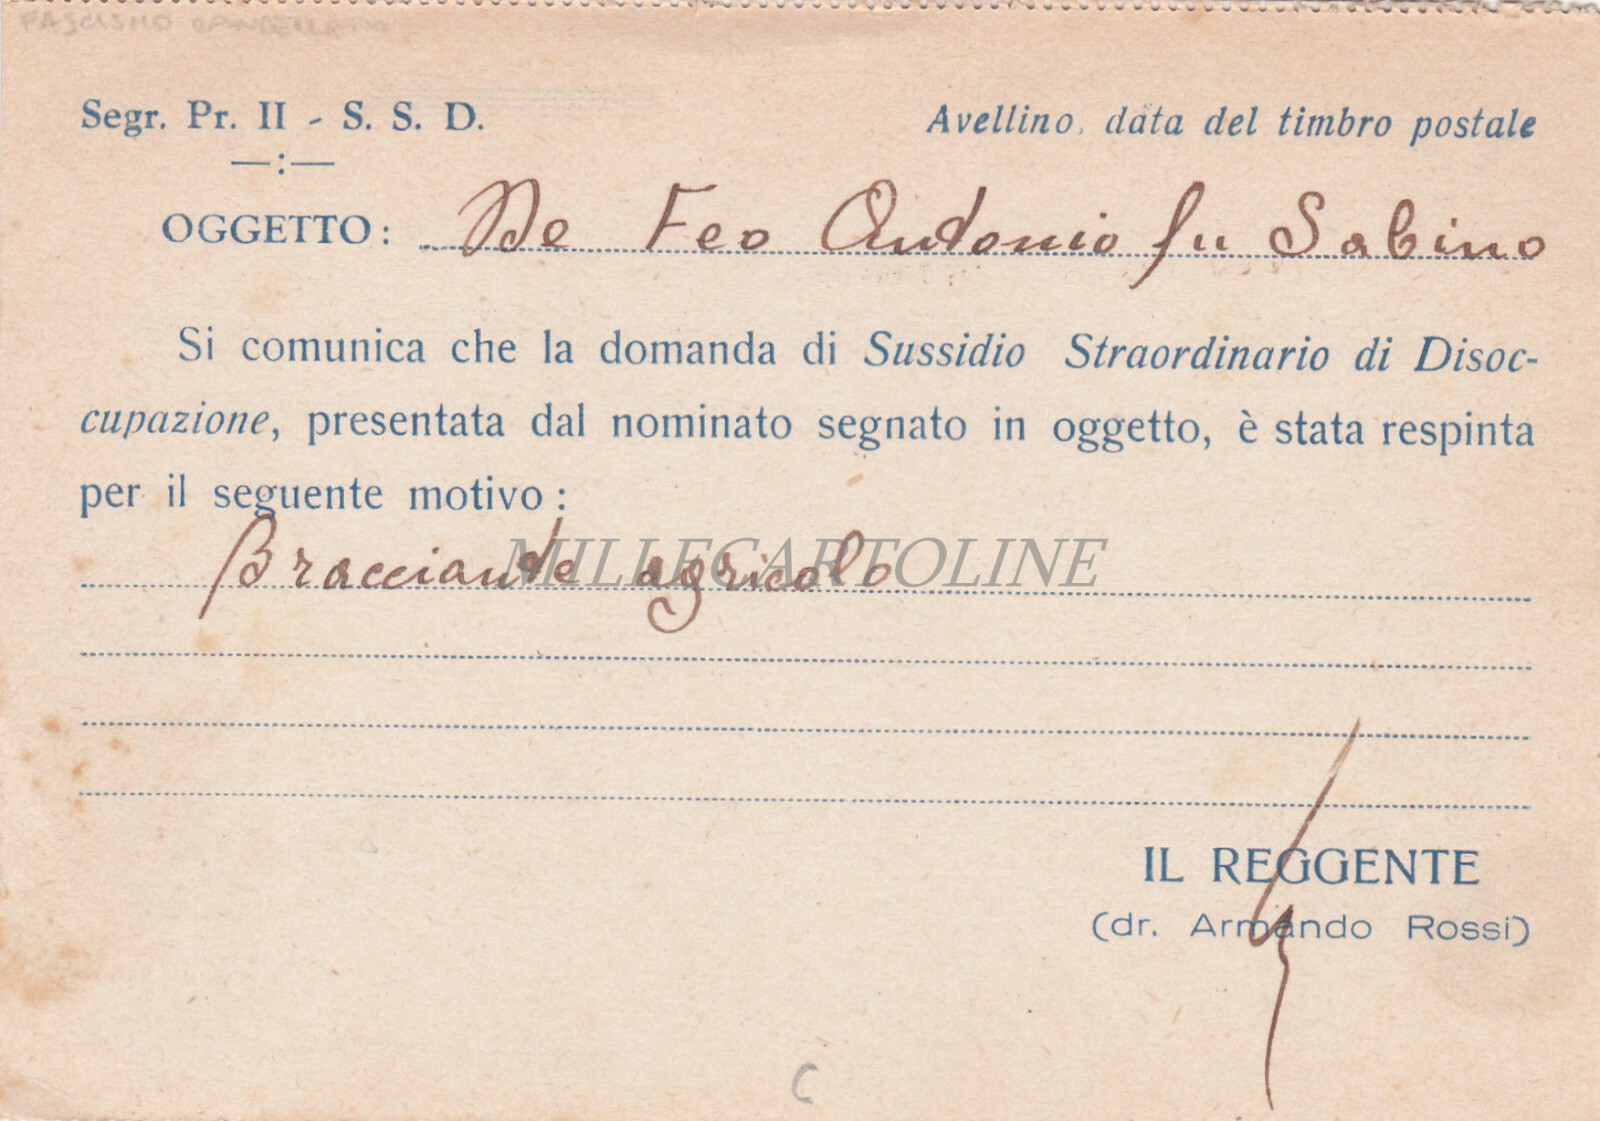 FASCISMO CANCELLATO
Segr. Pr. II - S. S. D.
Avellino, data del timbro postale
OGGETTO: De Feo Antonio fu Sabino
Si comunica che la domanda di Sussidio Straordinario di Disoc-
cupazione, presentata dal nominato segnato in oggetto, è stata respinta
per il seguente motivo:
Bracciante agricolo
MILLECARTOLINE
IL REGGENTE
(dr. Armando Rossi)
C